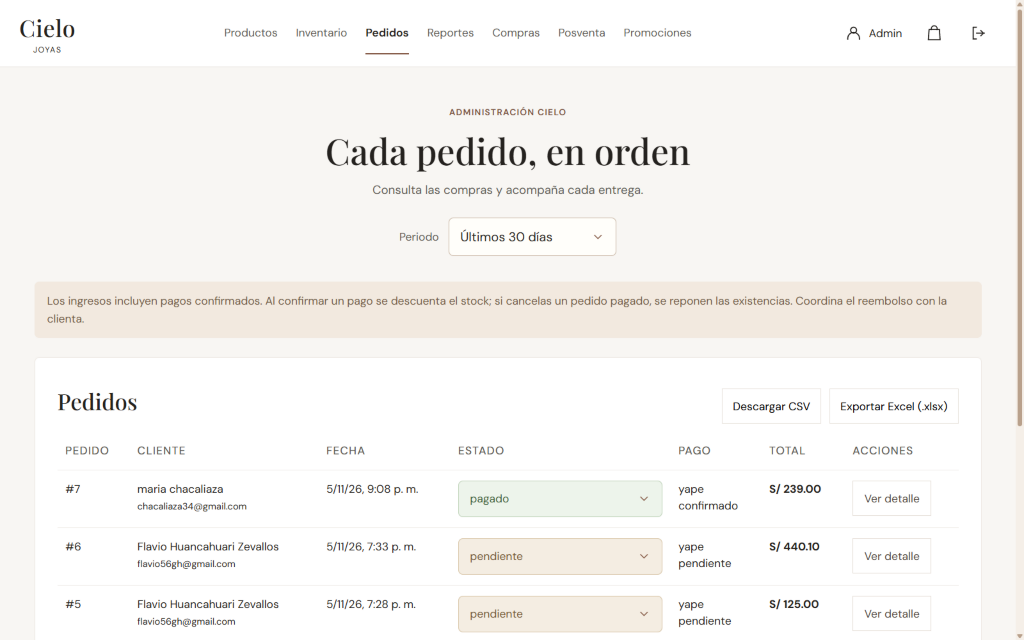 Cielo
JOYAS
Productos Inventario Pedidos Reportes Compras Posventa Promociones
Admin
ADMINISTRACIÓN CIELO
Cada pedido, en orden
Consulta las compras y acompaña cada entrega.
Periodo Últimos 30 días
Los ingresos incluyen pagos confirmados. Al confirmar un pago se descuenta el stock; si cancelas un pedido pagado, se reponen las existencias. Coordina el reembolso con la
clienta.
Pedidos
Descargar CSV Exportar Excel (.xlsx)
PEDIDO CLIENTE FECHA ESTADO PAGO TOTAL ACCIONES
#7 maria chacaliaza 5/11/26, 9:08 p. m. pagado yape S/ 239.00 Ver detalle
chacaliaza34@gmail.com confirmado
#6 Flavio Huancahuari Zevallos 5/11/26, 7:33 p. m. pendiente yape S/ 440.10 Ver detalle
flavio56gh@gmail.com pendiente
#5 Flavio Huancahuari Zevallos 5/11/26, 7:28 p. m. pendiente yape S/ 125.00 Ver detalle
flavio56gh@gmail.com pendiente